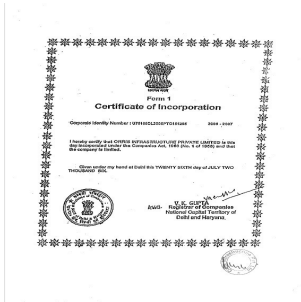 Form 1
Certificate of Incorporation
Corporate Identity Number :
2006 - 2007
I hereby certify that INFRASTRUCTURE PRIVATE LIMITED is this
day incorporated under the Companies Act, 1956 (No. 1 of 1956) and that
the company is limited.
Given under my hand at Delhi this TWENTY SIXTH day of JULY TWO
THOUSAND SIX.
V. K. GUPTA
Registrar of Companies
National Capital Territory of
Delhi and Haryana